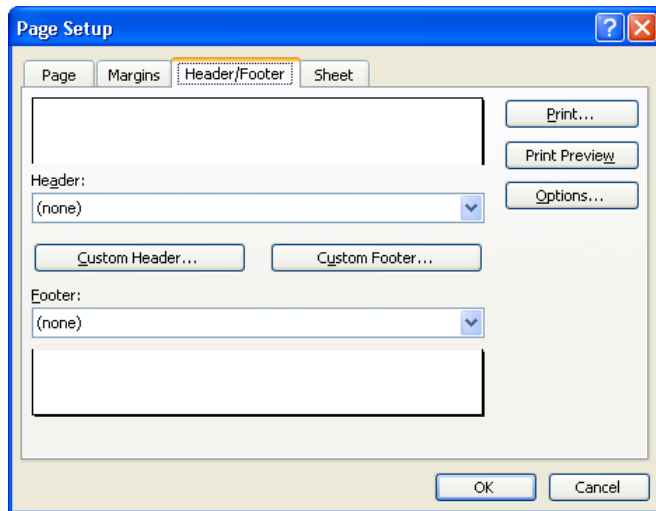 Page Setup
Page Margins Header/Footer Sheet
Print...
Print Preview
Header:
(none)
Options...
Custom Header... Custom Footer...
Footer:
(none)
OK Cancel